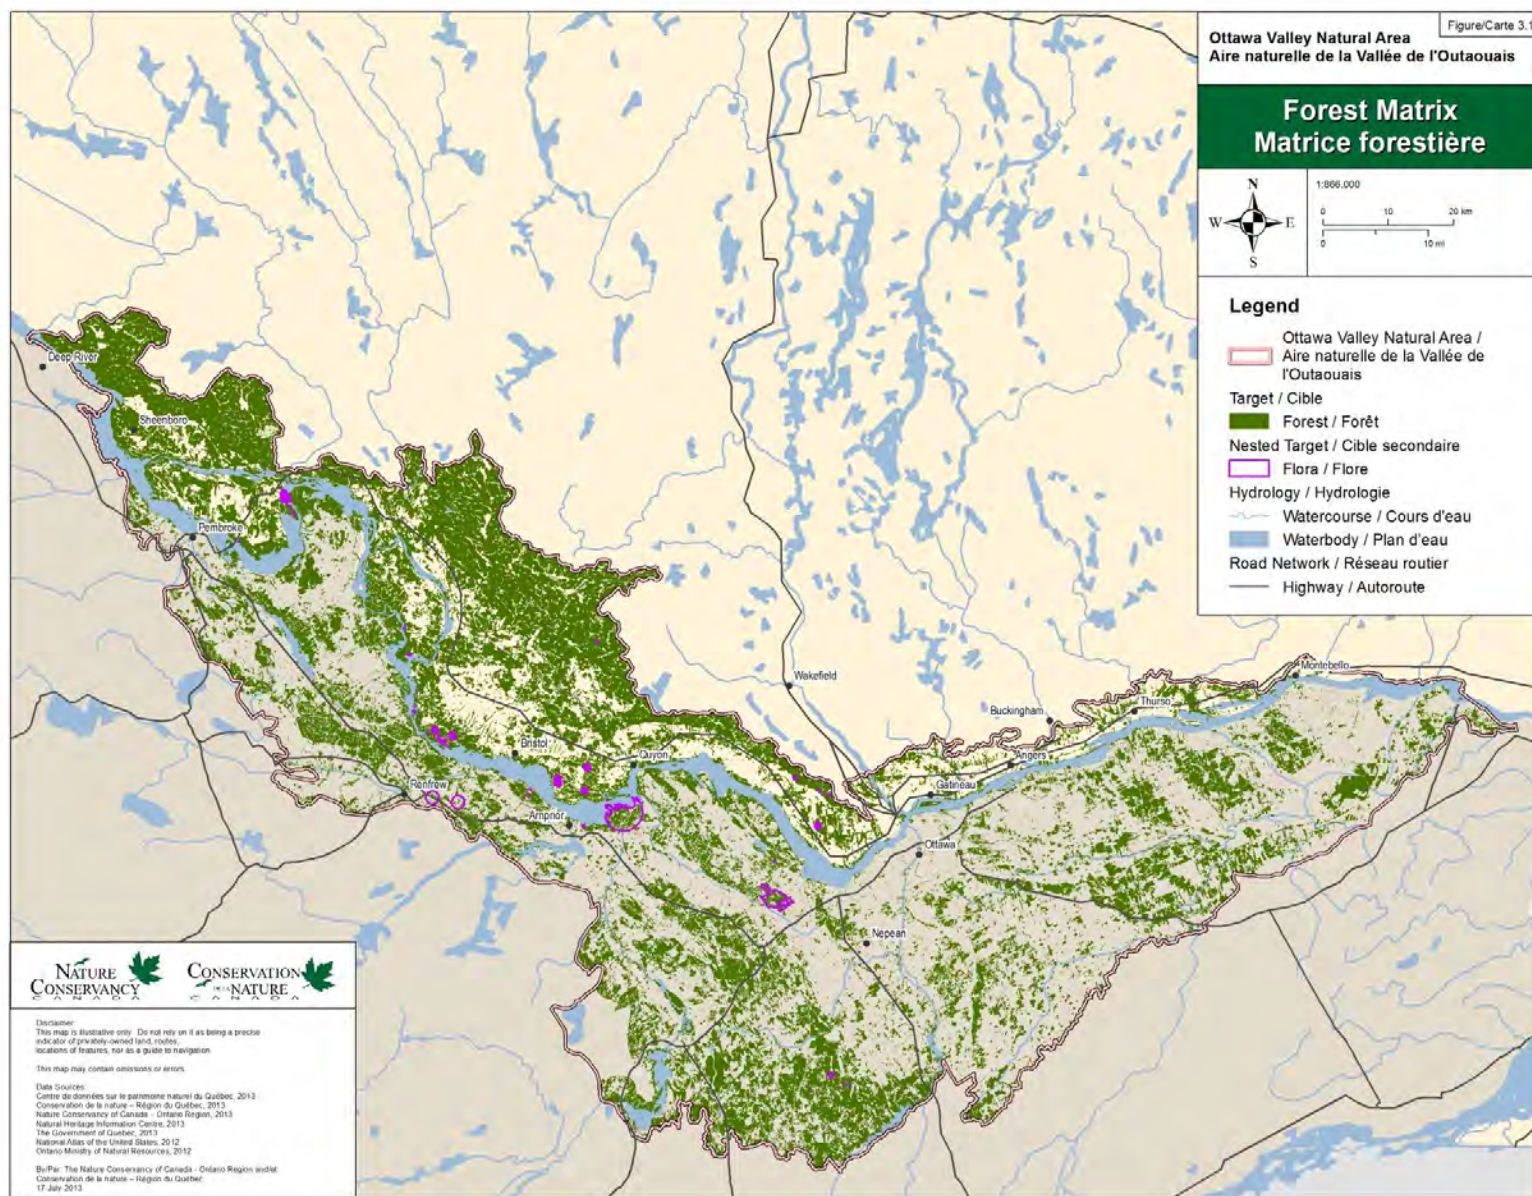 Figure/Carte 3.1
Ottawa Valley Natural Area
Aire naturelle de la Vallée de l'Outaouais
Forest Matrix
Matrice forestière
N
W
E
S
1:866,000
0 10 20 km
0 10 mi
Legend
Ottawa Valley Natural Area /
Aire naturelle de la Vallée de
l'Outaouais
Target / Cible
Forest / Forêt
Nested Target / Cible secondaire
Flora / Flore
Hydrology / Hydrologie
Watercourse / Cours d'eau
Waterbody / Plan d'eau
Road Network / Réseau routier
Highway / Autoroute
Deep River
Sheenboro
Pembroke
Wakefield
Montebello
Buckingham
Thurso
Bristol
Quyon
Angers
Renfrew
Gatineau
Arnprior
Ottawa
Nepean
NATURE
CONSERVANCY
CANADA
CONSERVATION
DE LA NATURE
CANADA
Disclaimer:
This map is illustrative only. Do not rely on it as being a precise
indicator of privately-owned land, routes,
locations of features, nor as a guide to navigation.
This map may contain omissions or errors.
Data Sources:
Centre de données sur le patrimoine naturel du Québec, 2013
Conservation de la nature – Région du Québec, 2013
Nature Conservancy of Canada - Ontario Region, 2013
Natural Heritage Information Centre, 2013
The Government of Quebec, 2013
National Atlas of the United States, 2012
Ontario Ministry of Natural Resources, 2012
By/Par: The Nature Conservancy of Canada - Ontario Region and/et
Conservation de la nature – Région du Québec
17 July 2013